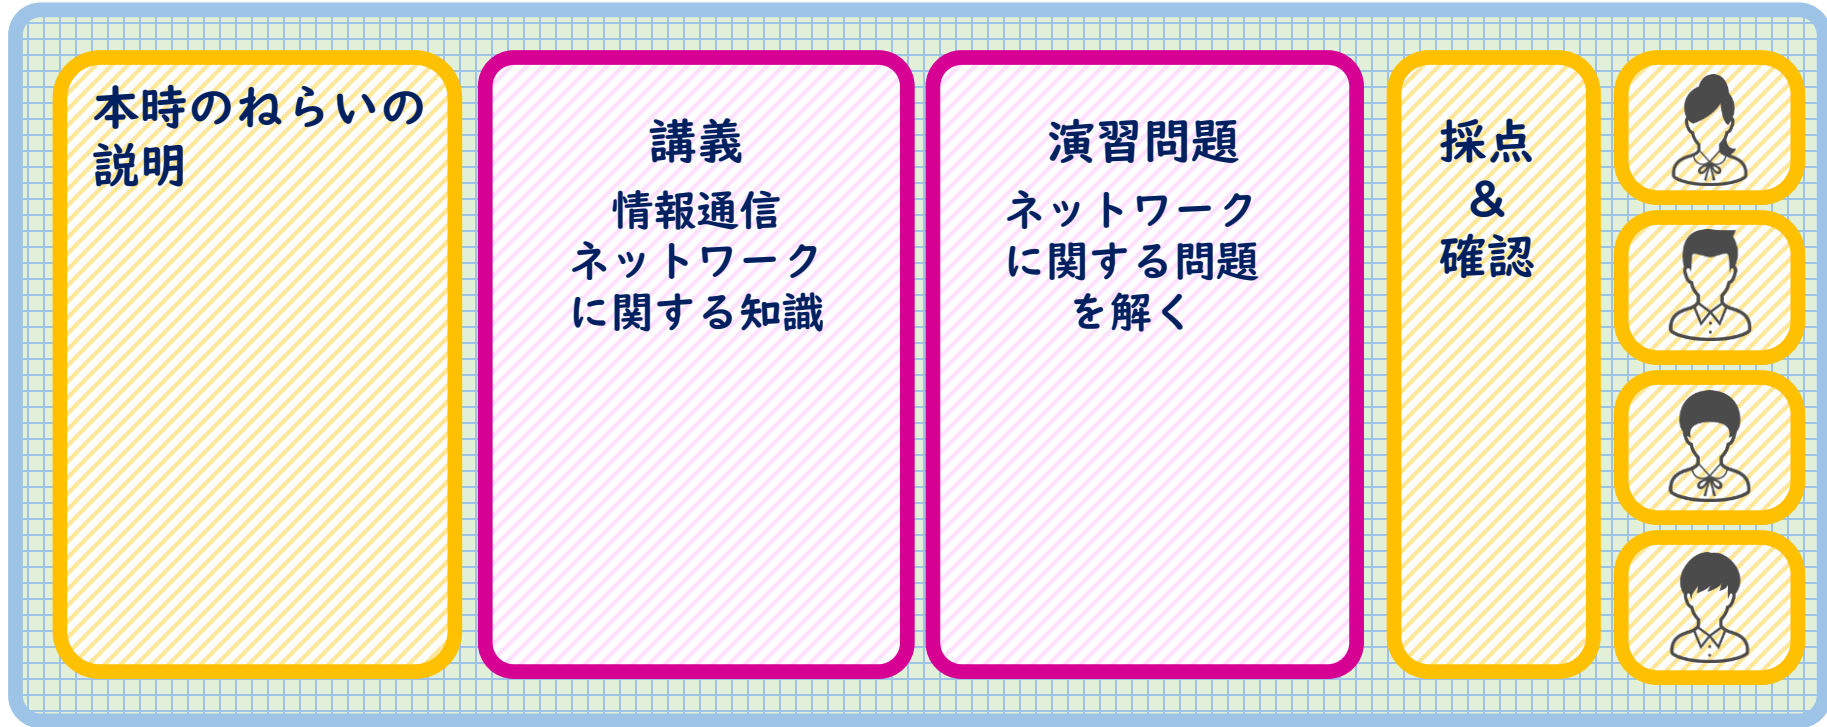 本時のねらいの
説明
講義
情報通信
ネットワーク
に関する知識
演習問題
ネットワーク
に関する問題
を解く
採点
&
確認